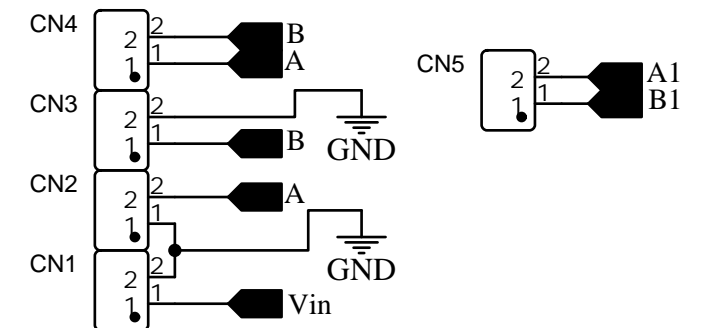 CN4 2 2 B
1 1 A
CN3 2 2
1 1 B GND
CN2 2 2 A
1 1
CN1 2 2 GND
1 1 Vin
CN5 2 2 A1
1 1 B1